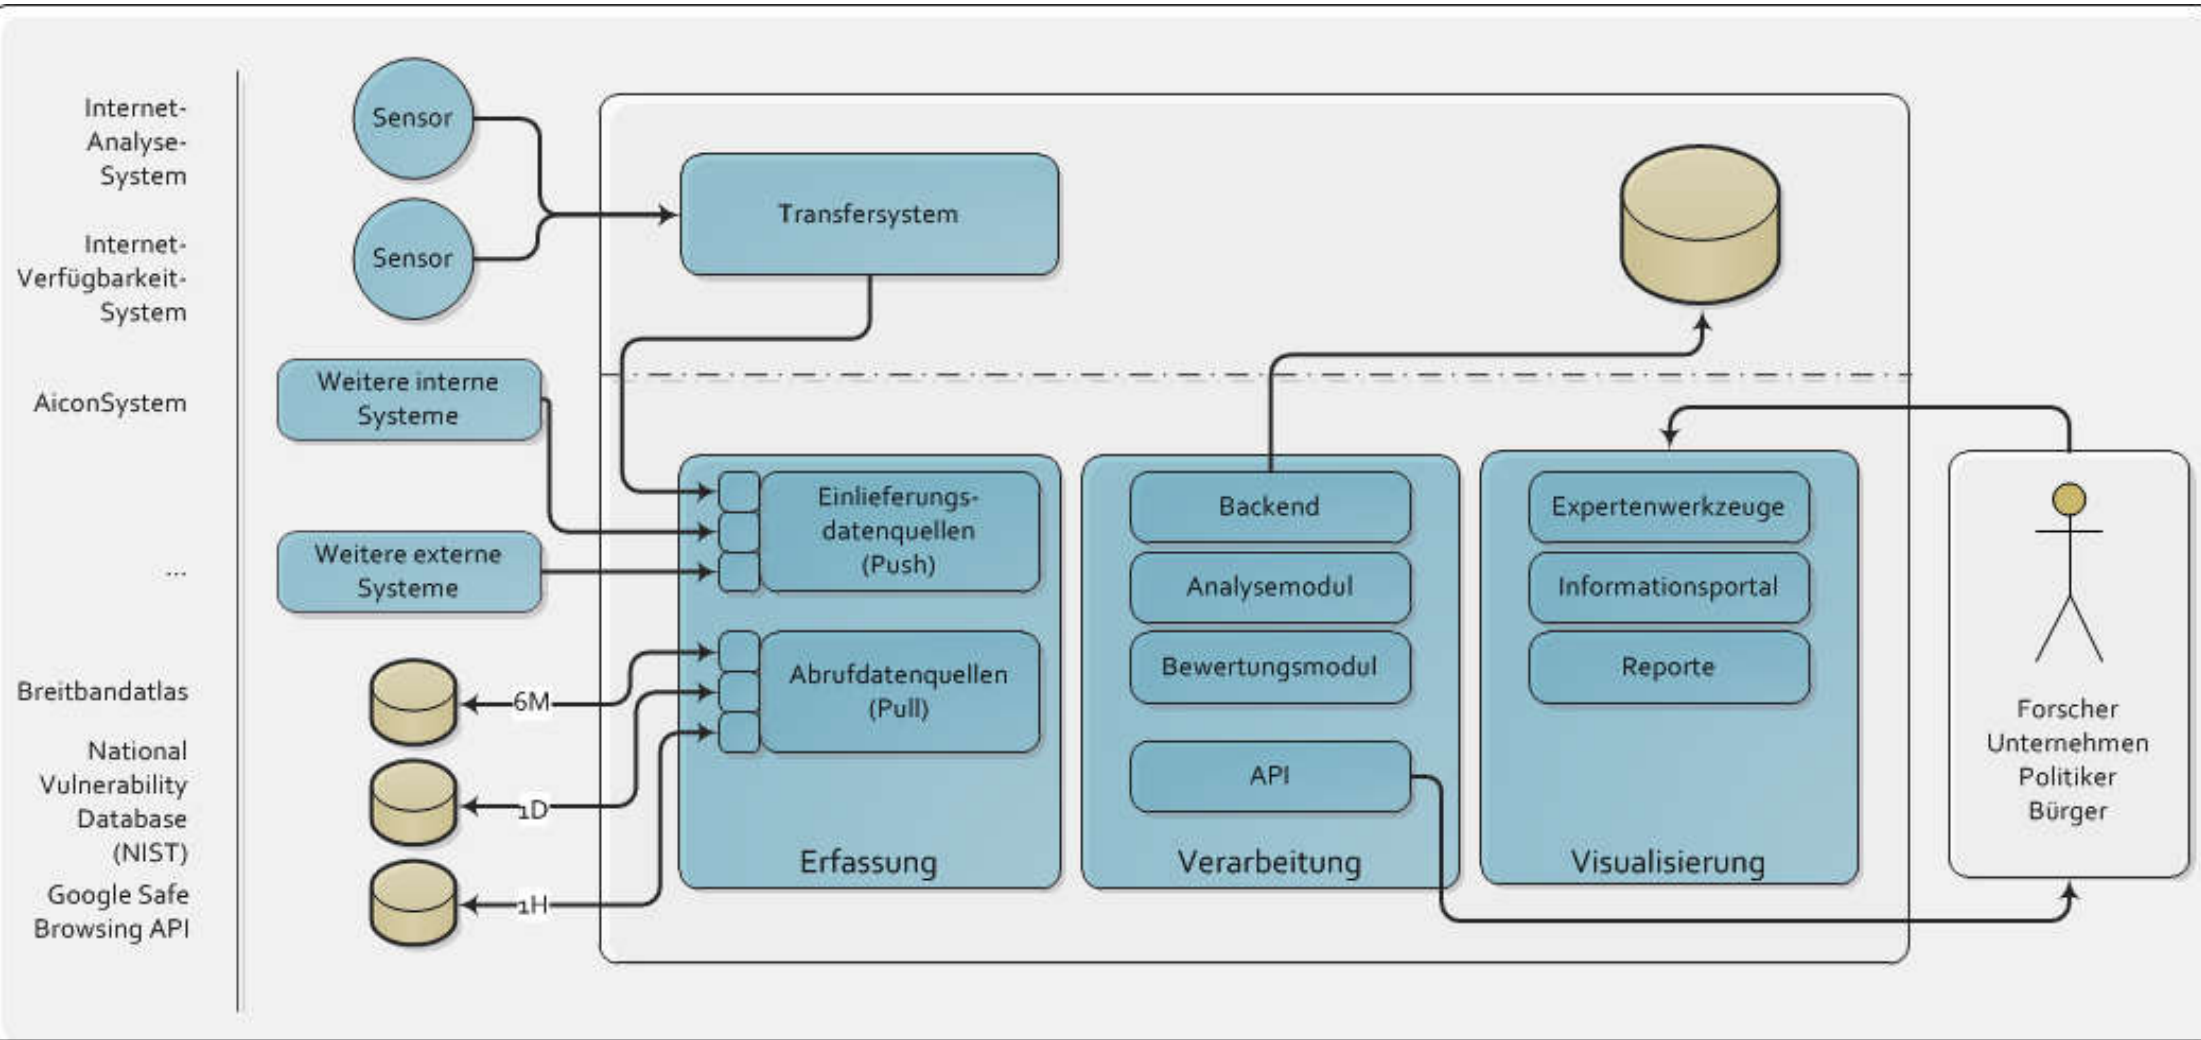 Internet-
Analyse-
System
Internet-
Verfügbarkeit-
System
AiconSystem
...
Breitbandatlas
National
Vulnerability
Database
(NIST)
Google Safe
Browsing API
Sensor
Sensor
Weitere interne
Systeme
Weitere externe
Systeme
6M
1D
1H
Transfersystem
Einlieferungs-
datenquellen
(Push)
Abrufdatenquellen
(Pull)
Erfassung
Backend
Analysemodul
Bewertungsmodul
API
Verarbeitung
Expertenwerkzeuge
Informationsportal
Reporte
Visualisierung
Forscher
Unternehmen
Politiker
Bürger